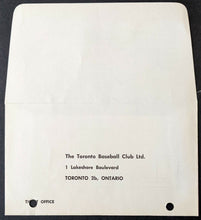 The Toronto Baseball Club Ltd.
1 Lakeshore Boulevard
TORONTO 2b, ONTARIO
OFFICE